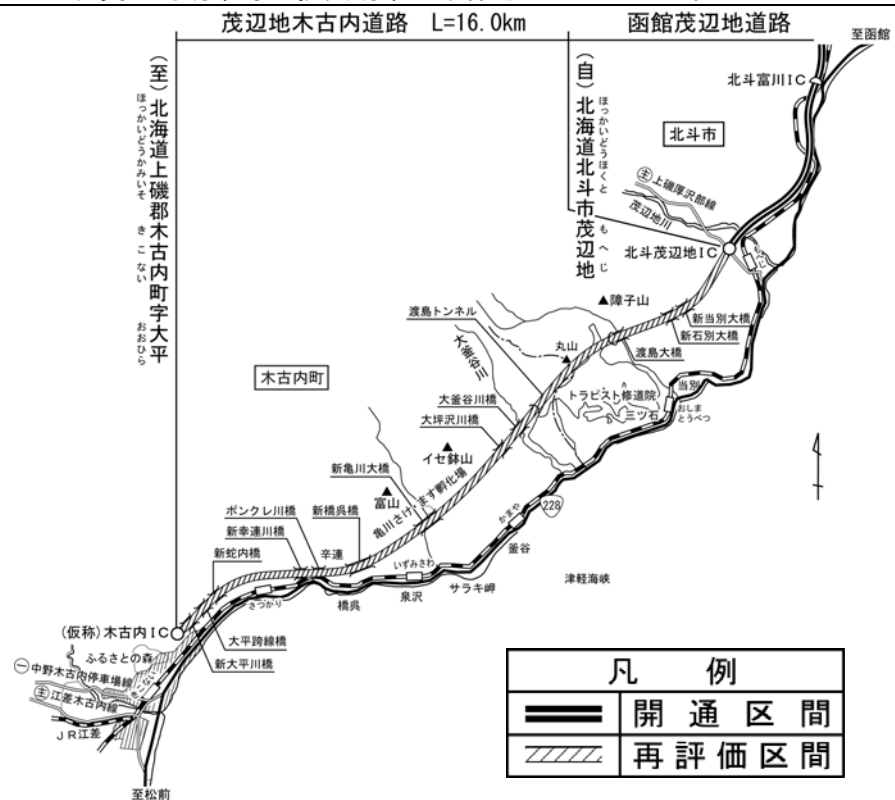 茂辺地木古内道路 L=16.0km
函館茂辺地道路
至函館
(至)北海道上磯郡木古内町字大平
ほっかいどうかみいそ きこない おおひら
(自)北海道北斗市茂辺地
ほっかいどうほくと もへじ
北斗富川IC
北斗市
主 上磯厚沢部線
茂辺地川
北斗茂辺地IC
もへじ
障子山
渡島トンネル
新当別大橋
新石別大橋
大釜谷川
丸山
渡島大橋
木古内町
トラピスト修道院
当別
大釜谷川橋
三ツ石
おしまとうべつ
大坪沢川橋
イセ鉢山
新亀川大橋
亀川さけ・ます孵化場
富山
228
ポンクレ川橋
新橋呉橋
かまや
新幸連川橋
辛連
釜谷
新蛇内橋
いずみさわ
サラキ岬
津軽海峡
さつかり
橋呉
泉沢
(仮称)木古内IC
大平跨線橋
ふるさとの森
新大平川橋
一 中野木古内停車場線
主 江差木古内線
JR江差
至松前
凡例
開通区間
再評価区間